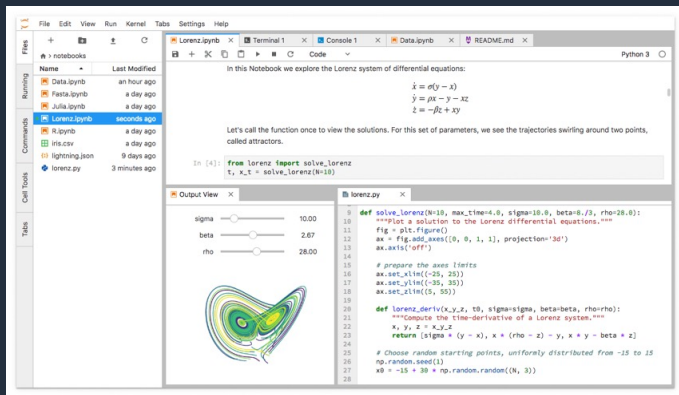 File Edit View Run Kernel Tabs Settings Help
Files
Running
Commands
Cell Tools
Tabs
> notebooks
Name Last Modified
Data.ipynb an hour ago
Fasta.ipynb a day ago
Julia.ipynb a day ago
Lorenz.ipynb seconds ago
R.ipynb a day ago
iris.csv a day ago
lightning.json 9 days ago
lorenz.py 3 minutes ago
Lorenz.ipynb Terminal 1 Console 1 Data.ipynb README.md
Code Python 3
In this Notebook we explore the Lorenz system of differential equations:
ẋ = σ(y − x)
ẏ = ρx − y − xz
ż = −βz + xy
Let's call the function once to view the solutions. For this set of parameters, we see the trajectories swirling around two points,
called attractors.
In [4]: from lorenz import solve_lorenz
t, x_t = solve_lorenz(N=10)
Output View
sigma 10.00
beta 2.67
rho 28.00
lorenz.py
9 def solve_lorenz(N=10, max_time=4.0, sigma=10.0, beta=8./3, rho=28.0):
10 """Plot a solution to the Lorenz differential equations."""
11 fig = plt.figure()
12 ax = fig.add_axes([0, 0, 1, 1], projection='3d')
13 ax.axis('off')
14
15 # prepare the axes limits
16 ax.set_xlim((-25, 25))
17 ax.set_ylim((-35, 35))
18 ax.set_zlim((5, 55))
19
20 def lorenz_deriv(x_y_z, t0, sigma=sigma, beta=beta, rho=rho):
21 """Compute the time-derivative of a Lorenz system."""
22 x, y, z = x_y_z
23 return [sigma * (y - x), x * (rho - z) - y, x * y - beta * z]
24
25 # Choose random starting points, uniformly distributed from -15 to 15
26 np.random.seed(1)
27 x0 = -15 + 30 * np.random.random((N, 3))
28